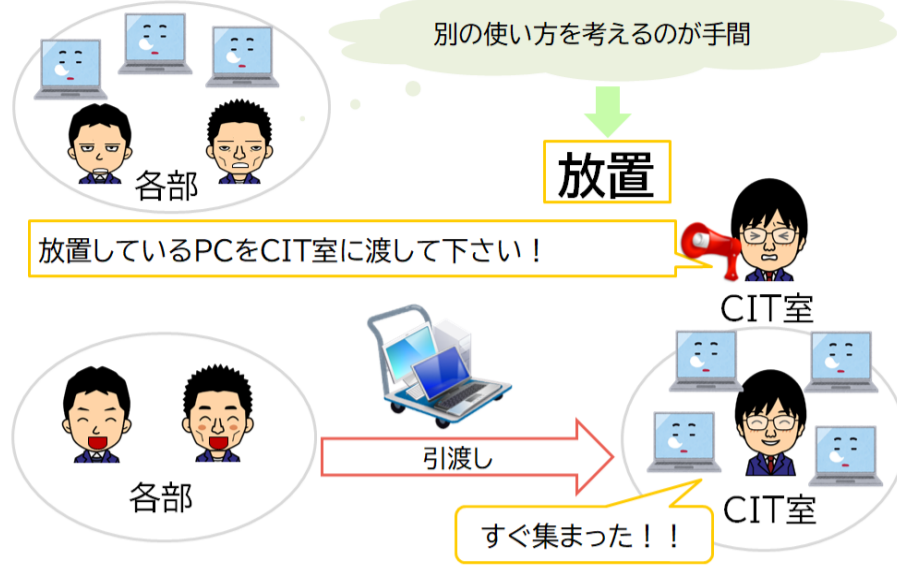 別の使い方を考えるのが手間
各部
放置
放置しているPCをCIT室に渡して下さい！
CIT室
引渡し
各部
CIT室
すぐ集まった！！